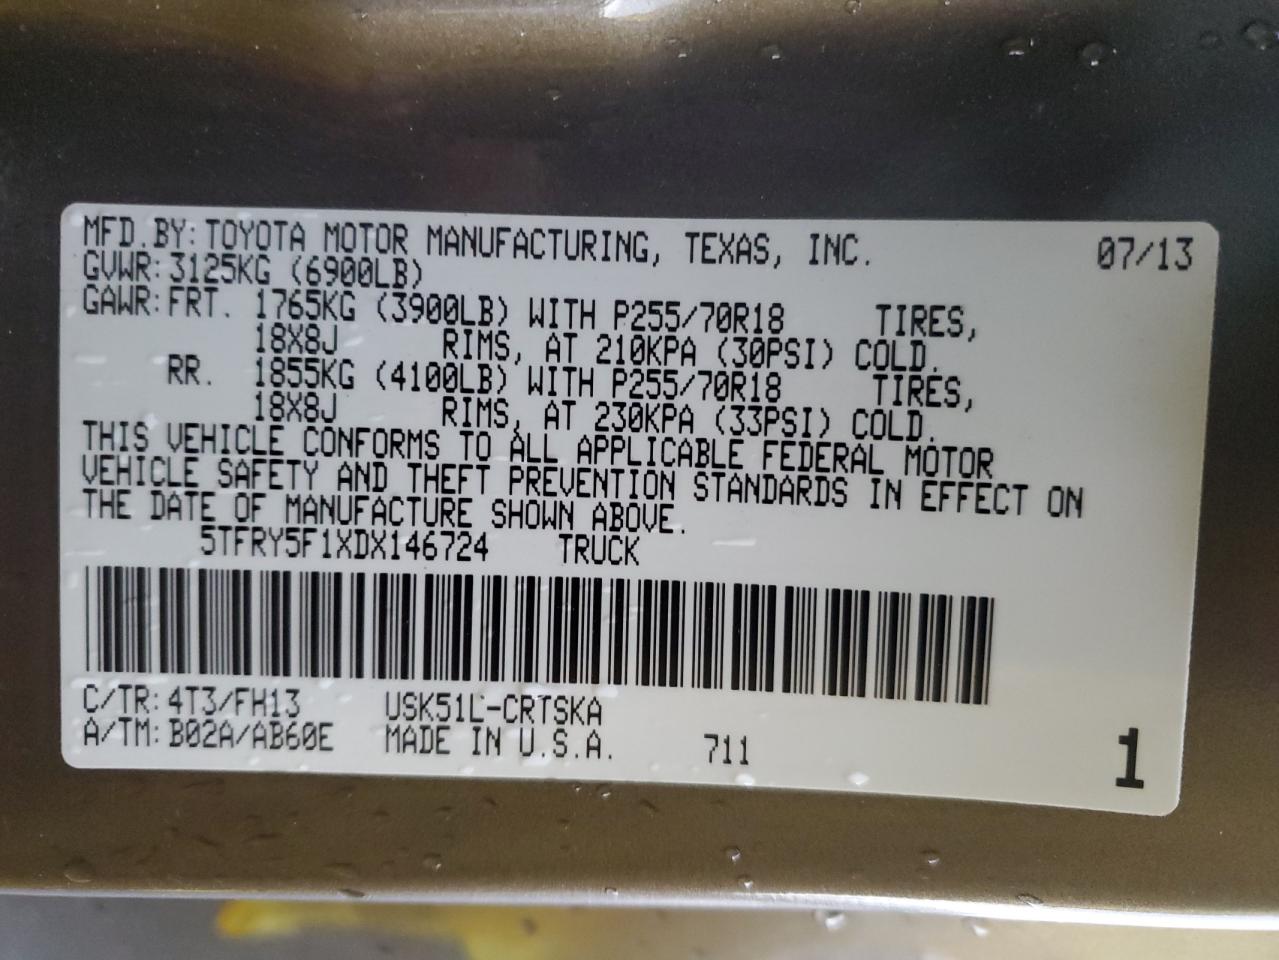 MFD.BY:TOYOTA MOTOR MANUFACTURING, TEXAS, INC. 07/13
GVWR:3125KG (6900LB)
GAWR:FRT. 1765KG (3900LB) WITH P255/70R18 TIRES,
18X8J RIMS, AT 210KPA (30PSI) COLD.
RR. 1855KG (4100LB) WITH P255/70R18 TIRES,
18X8J RIMS, AT 230KPA (33PSI) COLD.
THIS VEHICLE CONFORMS TO ALL APPLICABLE FEDERAL MOTOR
VEHICLE SAFETY AND THEFT PREVENTION STANDARDS IN EFFECT ON
THE DATE OF MANUFACTURE SHOWN ABOVE.
5TFRY5F1XDX146724 TRUCK
C/TR:4T3/FH13 USK51L-CRTSKA
A/TM:B02A/AB60E MADE IN U.S.A. 711
1